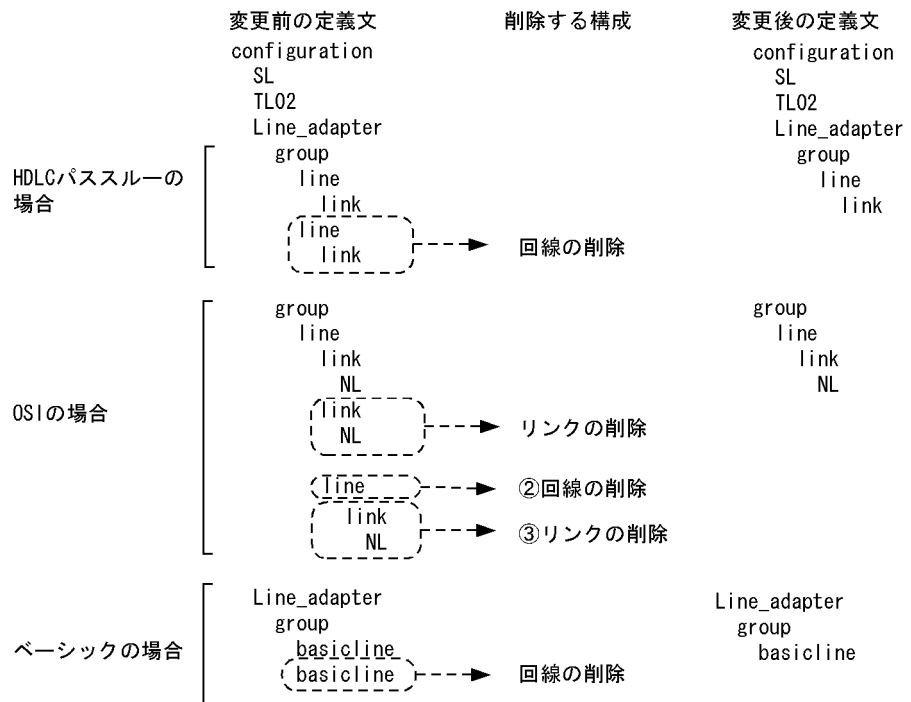 変更前の定義文 削除する構成 変更後の定義文
configuration configuration
SL SL
TL02 TL02
Line_adapter Line_adapter
group group
HDLCパススルーの場合 line line
link link
line
link 回線の削除
group group
line line
link link
NL NL
OSIの場合 link
NL リンクの削除
line ②回線の削除
link
NL ③リンクの削除
Line_adapter Line_adapter
group group
ベーシックの場合 basicline basicline
basicline 回線の削除